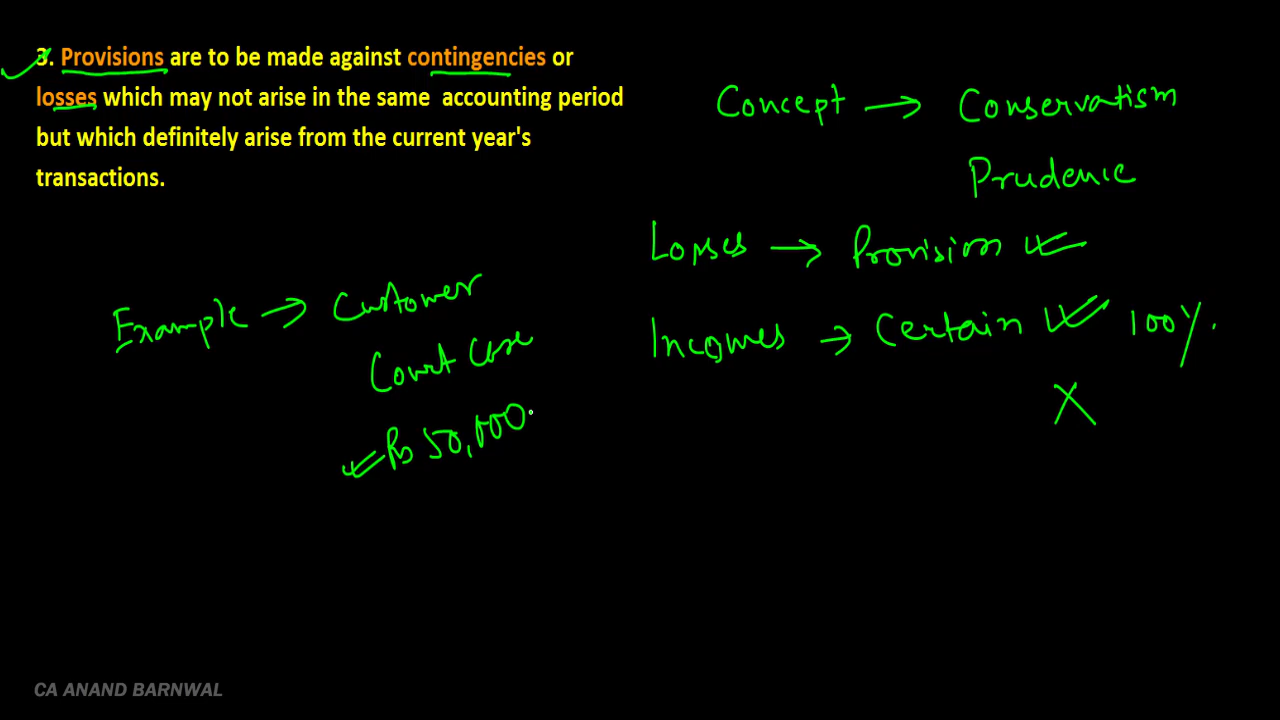 3. Provisions are to be made against contingencies or
losses which may not arise in the same accounting period
but which definitely arise from the current year's
transactions.
Concept → Conservatism
Prudence
Losses → Provision
Incomes → Certain 100%.
Example → Customer
Court Case
Rs 50,000
CA ANAND BARNWAL